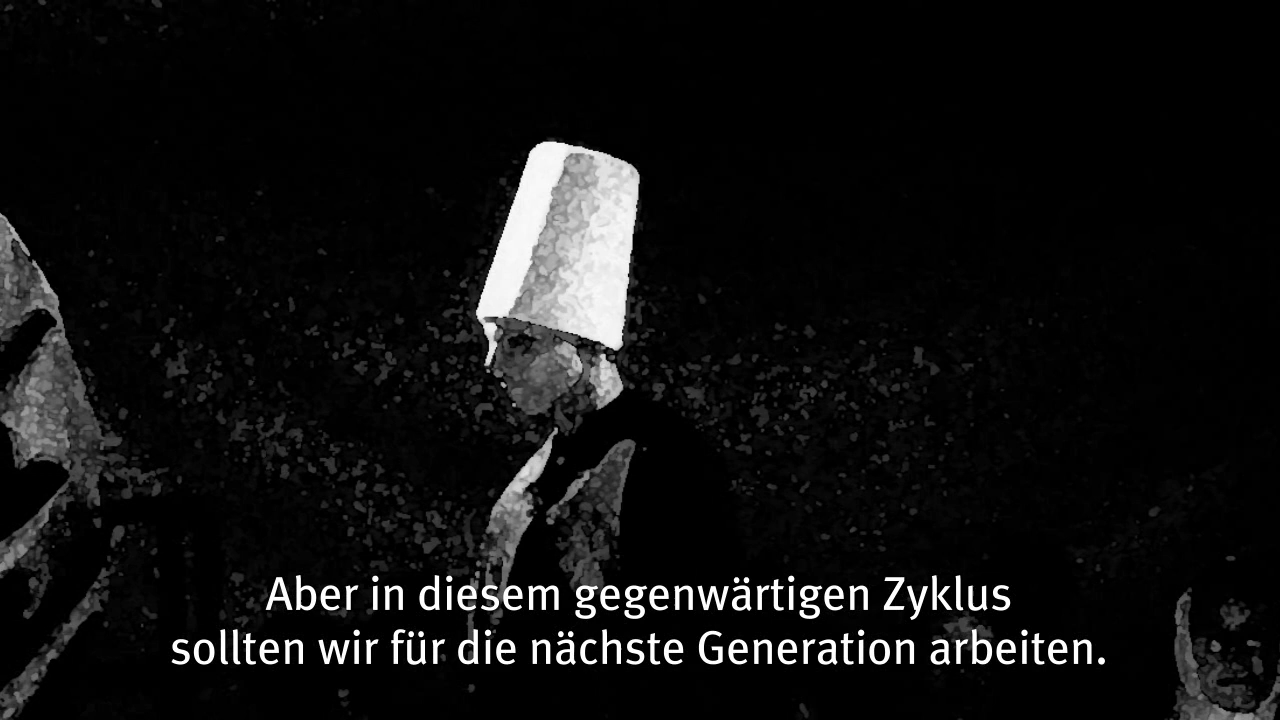 Aber in diesem gegenwärtigen Zyklus
sollten wir für die nächste Generation arbeiten.